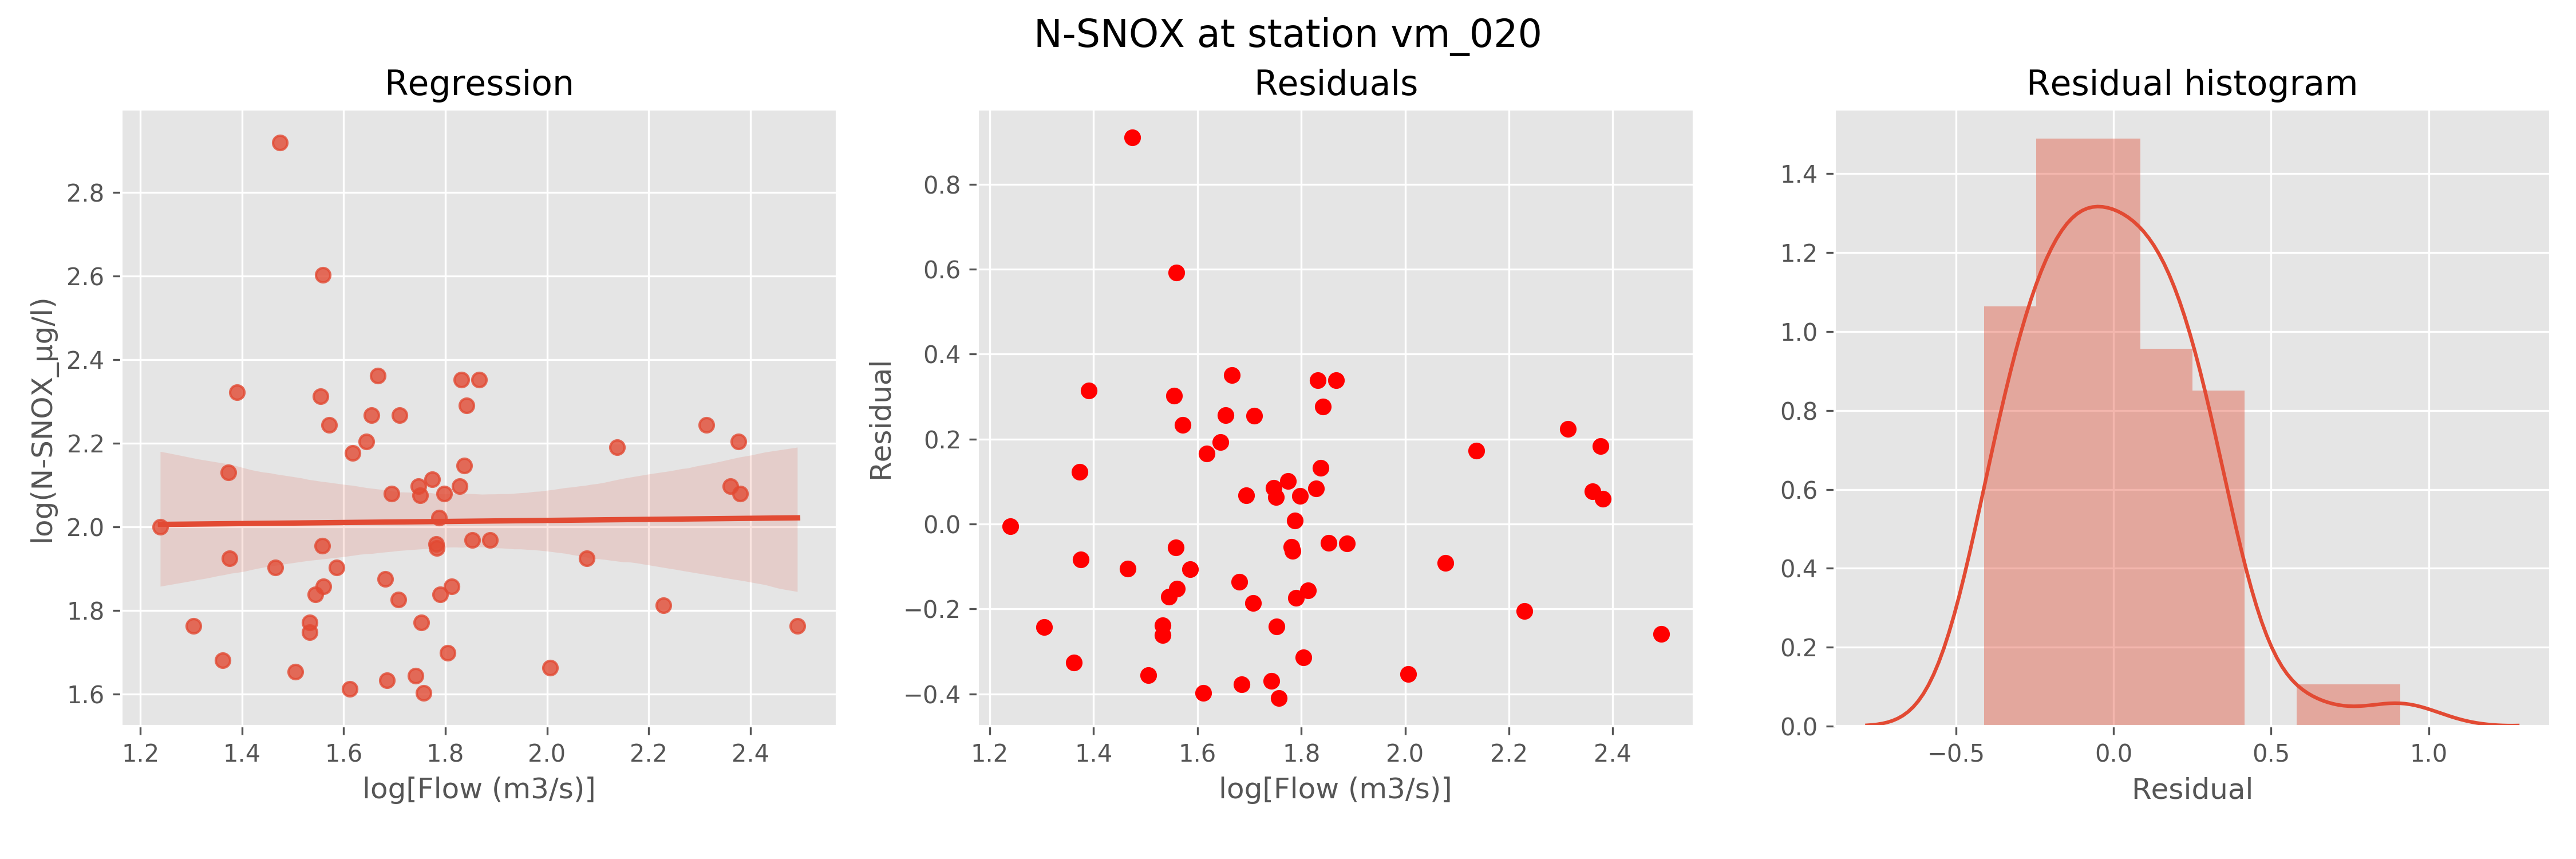 N-SNOX at station vm_020
Regression
log(N-SNOX_µg/l)
2.8
2.6
2.4
2.2
2.0
1.8
1.6
1.2 1.4 1.6 1.8 2.0 2.2 2.4
log[Flow (m3/s)]
Residuals
Residual
0.8
0.6
0.4
0.2
0.0
−0.2
−0.4
1.2 1.4 1.6 1.8 2.0 2.2 2.4
log[Flow (m3/s)]
Residual histogram
1.4
1.2
1.0
0.8
0.6
0.4
0.2
0.0
−0.5 0.0 0.5 1.0
Residual